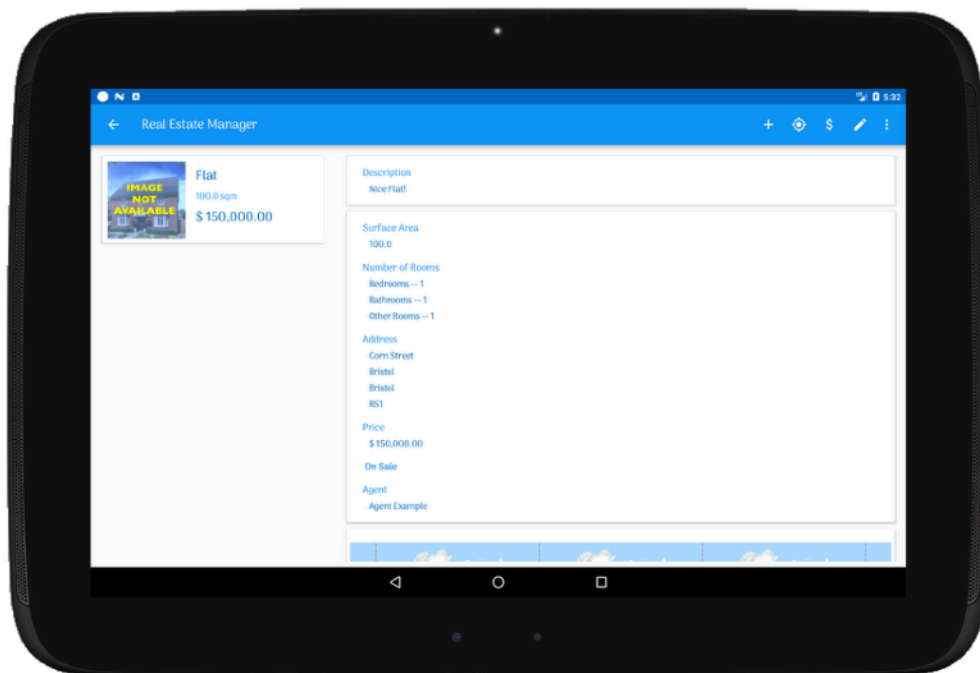 5:32
Real Estate Manager
IMAGE
NOT
AVAILABLE
Flat
100.0 sqm
$ 150,000.00
Description
Nice Flat!
Surface Area
100.0
Number of Rooms
Bedrooms -- 1
Bathrooms -- 1
Other Rooms -- 1
Address
Corn Street
Bristol
Bristol
BS1
Price
$ 150,000.00
On Sale
Agent
Agent Example